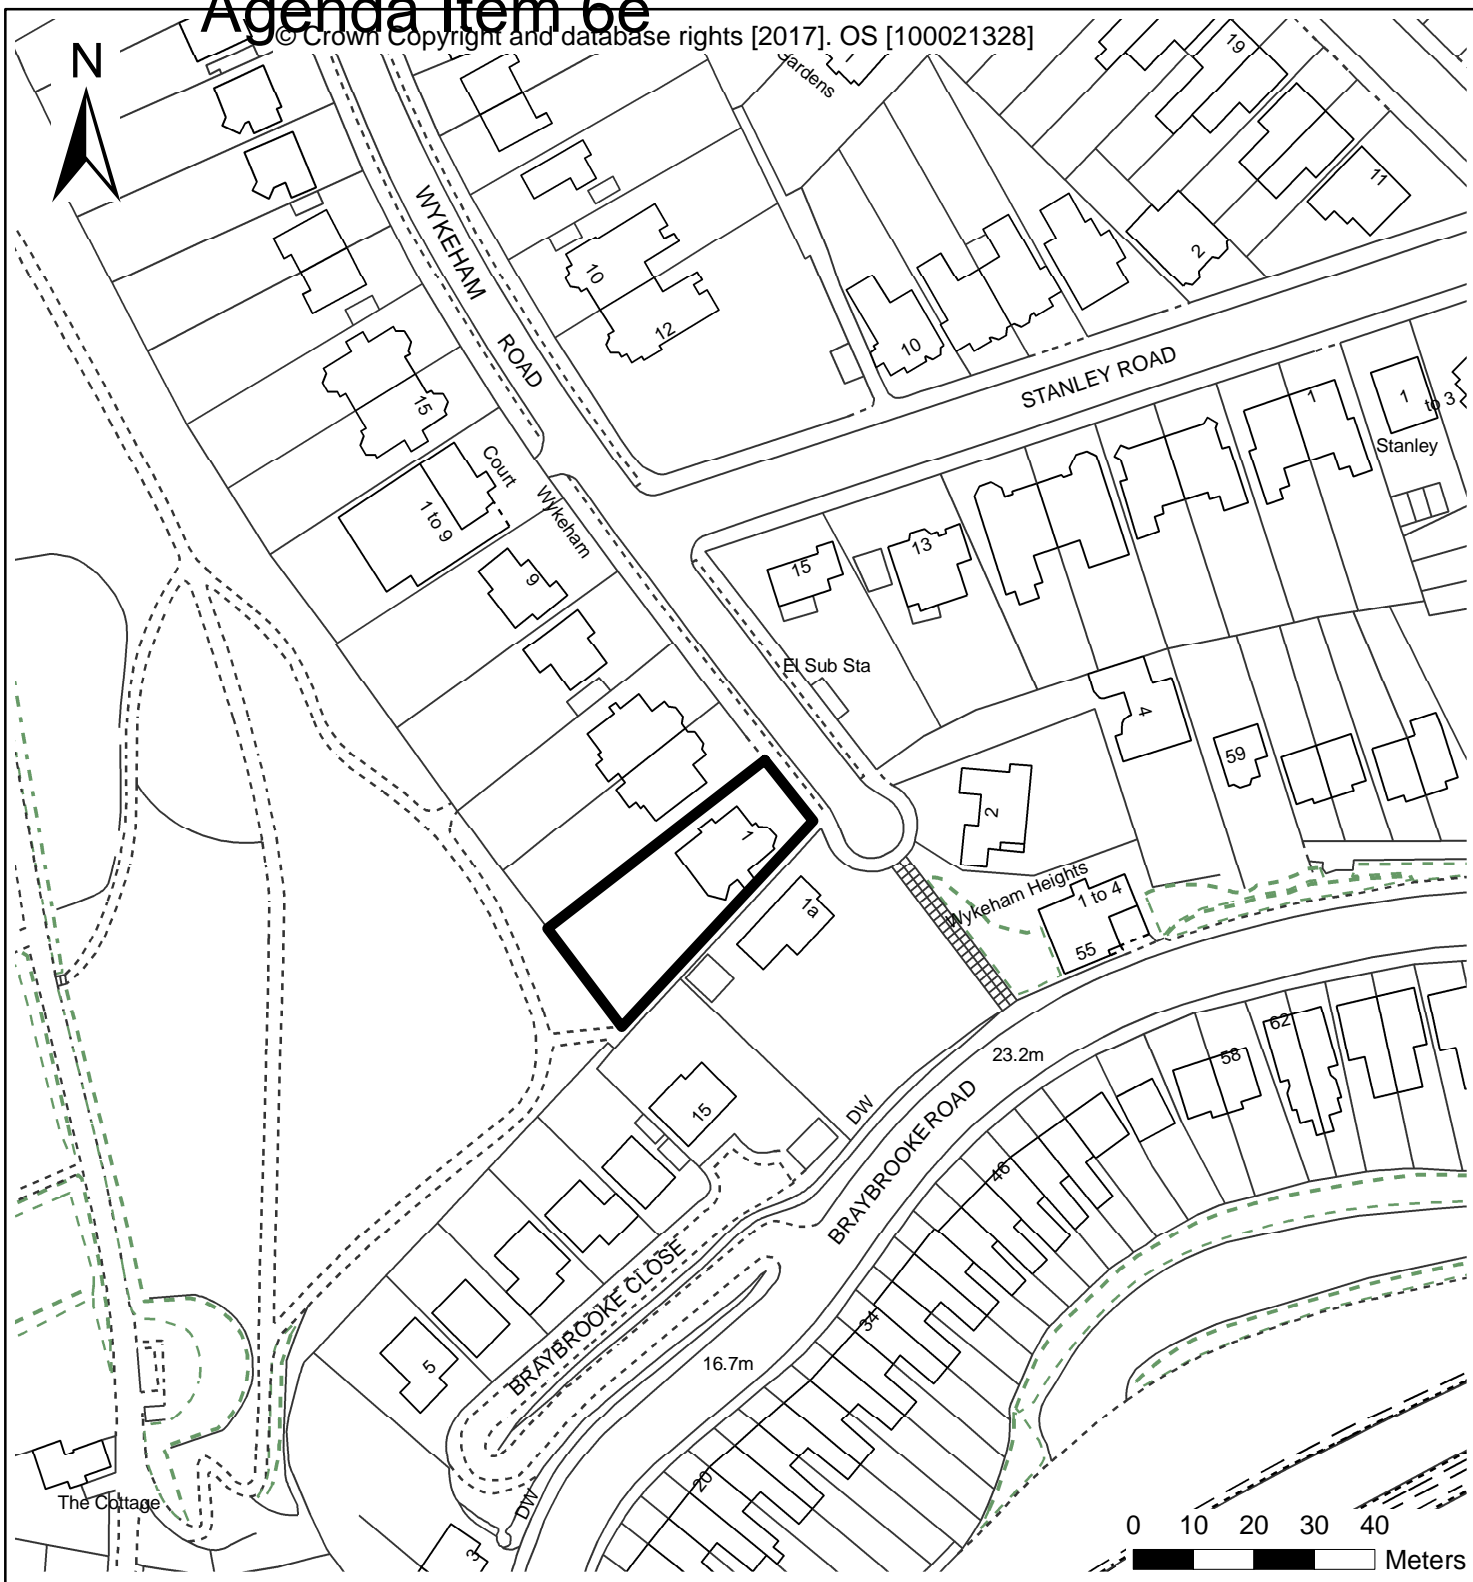 Agenda Item 6e
© Crown Copyright and database rights [2017]. OS [100021328]
N
Gardens
19
11
2
WYKEHAM
ROAD
10
12
10
STANLEY ROAD
1
1
to 3
Stanley
15
Court
Wykeham
1 to 9
9
15
13
El Sub Sta
4
59
2
1
1a
Wykeham Heights
1 to 4
55
62
58
23.2m
DW
BRAYBROOKE ROAD
15
46
BRAYBROOKE CLOSE
34
16.7m
5
20
The Cottage
DW
3
0 10 20 30 40
Meters